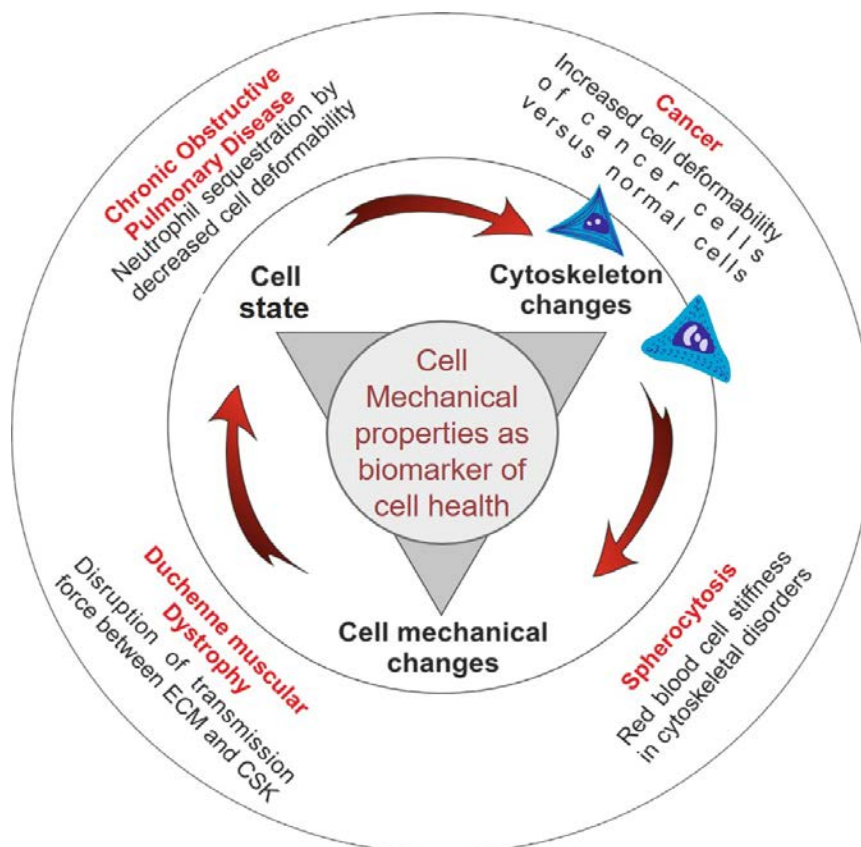 Chronic Obstructive
Pulmonary Disease
Neutrophil sequestration by
decreased cell deformability
Cancer
Increased cell deformability
of cancer cells
versus normal cells
Cell
state
Cytoskeleton
changes
Cell
Mechanical
properties as
biomarker of
cell health
Cell mechanical
changes
Duchenne muscular
Dystrophy
Disruption of transmission
force between ECM and CSK
Spherocytosis
Red blood cell stiffness
in cytoskeletal disorders